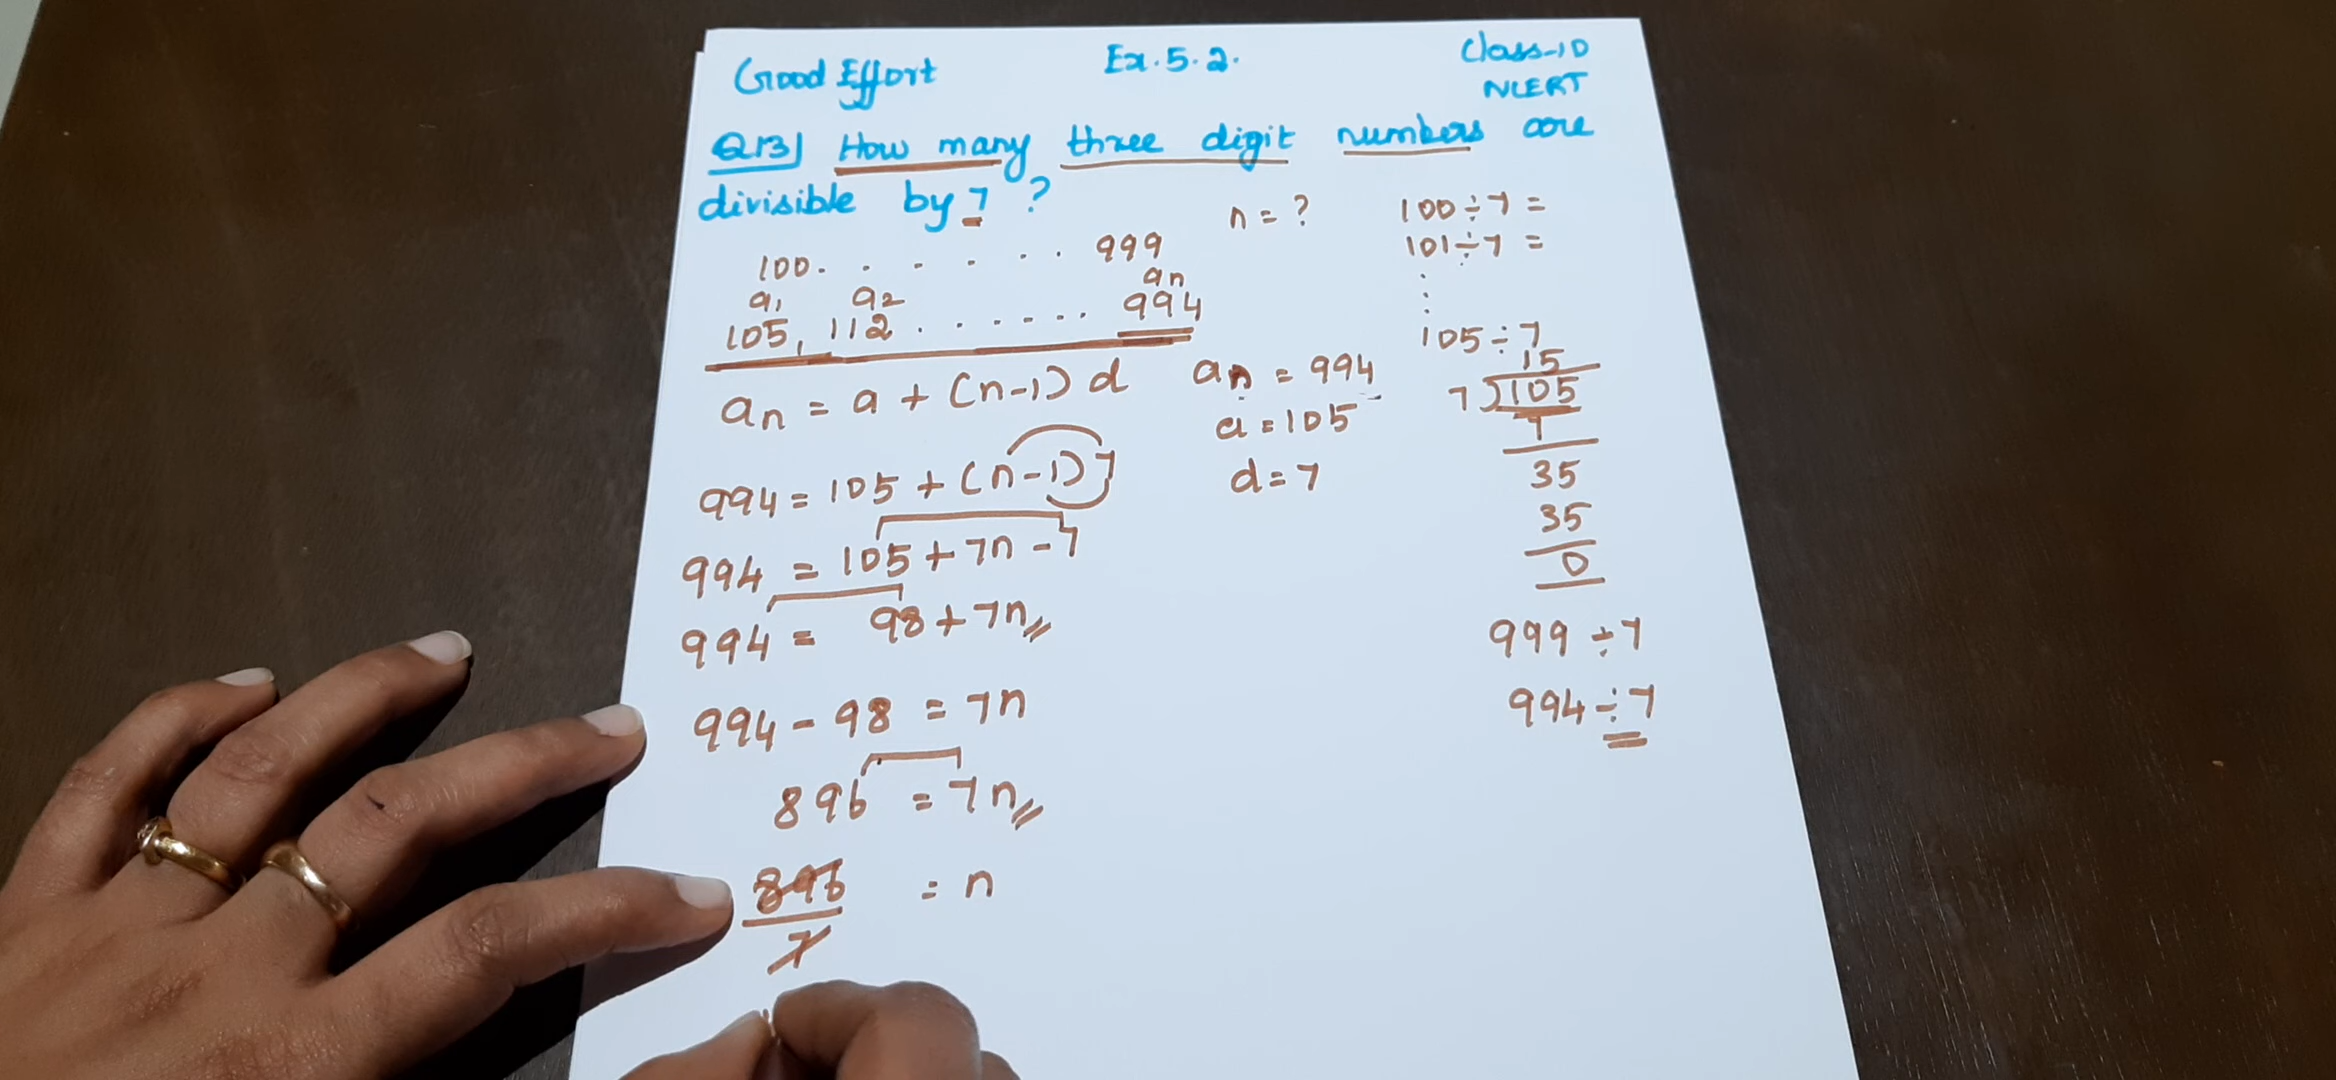 Good Effort Ex. 5.2. Class-10
NCERT
Q13) How many three digit numbers are
divisible by 7 ?
n = ?
100 . . . . . . 999
a1 a2 an
105, 112 . . . . . . . 994
an = a + (n-1) d
994 = 105 + (n-1)7
994 = 105 + 7n - 7
994 = 98 + 7n
994 - 98 = 7n
896 = 7n
896 = n
7
an = 994
a = 105
d = 7
100 ÷ 7 =
101 ÷ 7 =
:
:
105 ÷ 7
15
7)105
7
35
35
0
999 ÷ 7
994 ÷ 7